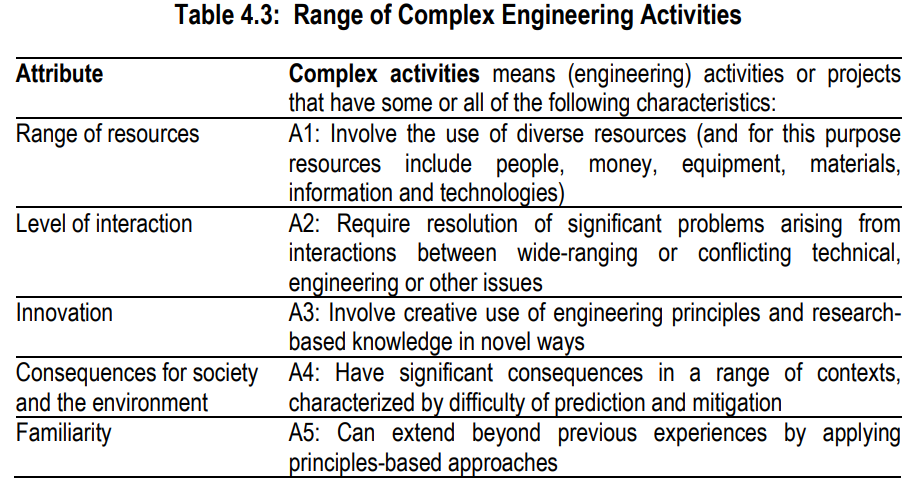 Table 4.3: Range of Complex Engineering Activities
Attribute
Complex activities means (engineering) activities or projects
that have some or all of the following characteristics:
Range of resources
A1: Involve the use of diverse resources (and for this purpose
resources include people, money, equipment, materials,
information and technologies)
Level of interaction
A2: Require resolution of significant problems arising from
interactions between wide-ranging or conflicting technical,
engineering or other issues
Innovation
A3: Involve creative use of engineering principles and research-
based knowledge in novel ways
Consequences for society
and the environment
A4: Have significant consequences in a range of contexts,
characterized by difficulty of prediction and mitigation
Familiarity
A5: Can extend beyond previous experiences by applying
principles-based approaches